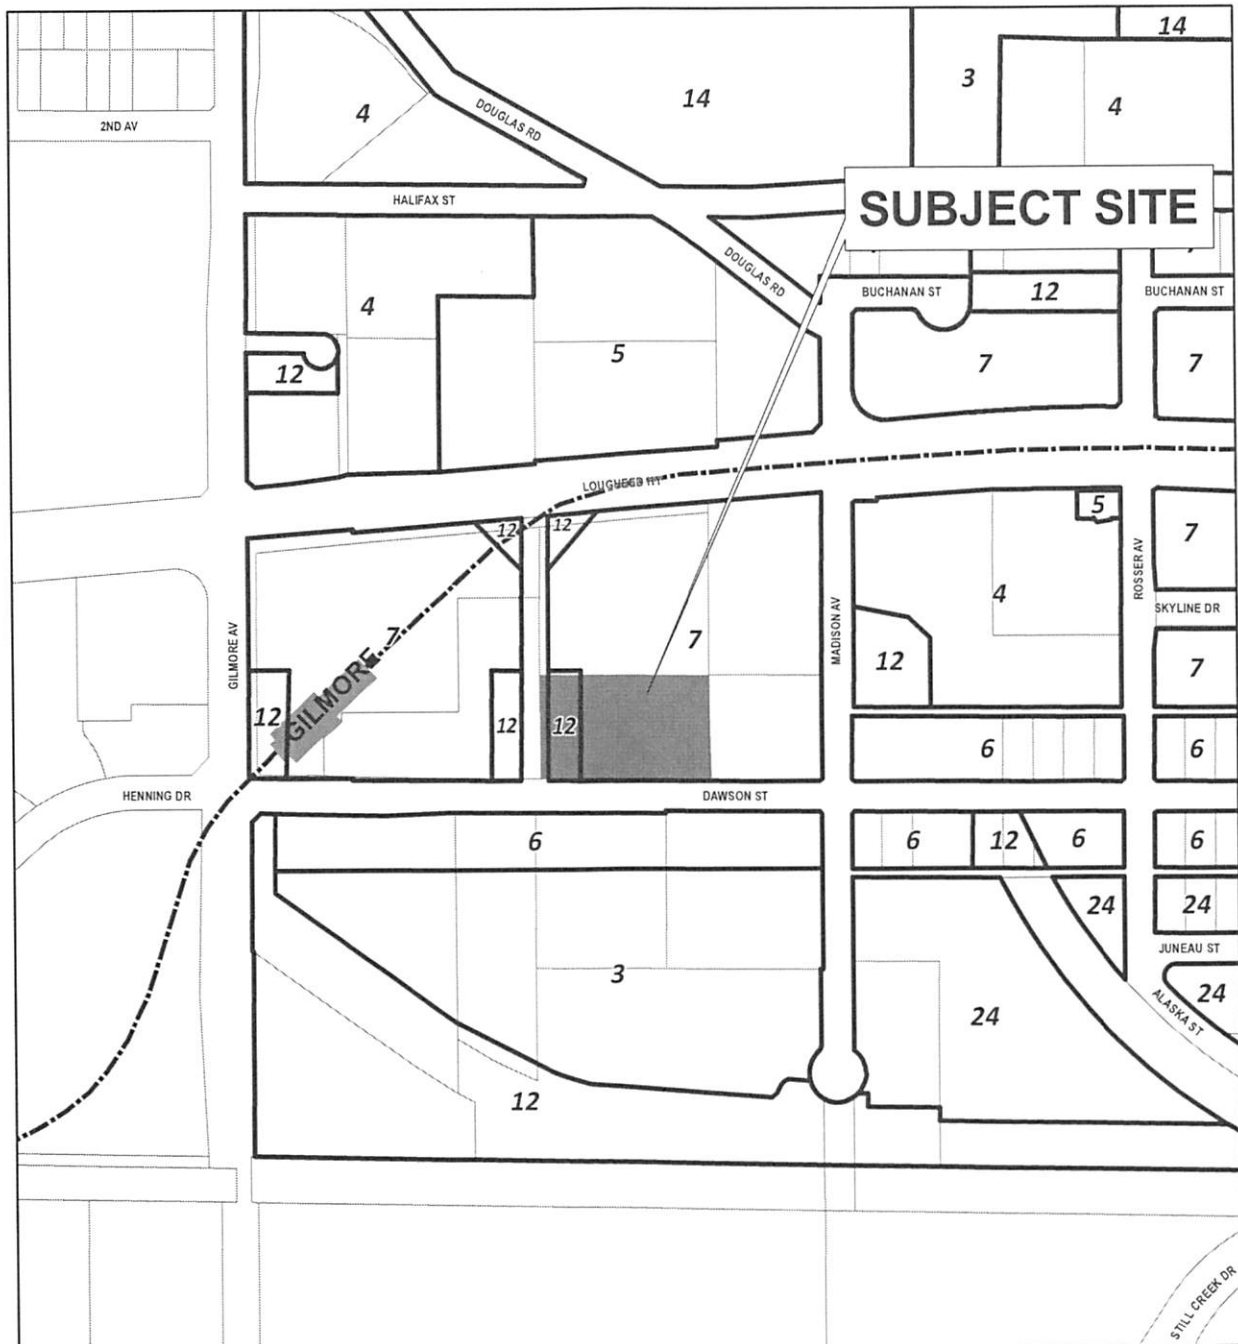 14
3
4
14
4
2ND AV
DOUGLAS RD
HALIFAX ST
SUBJECT SITE
DOUGLAS RD
BUCHANAN ST
12
BUCHANAN ST
4
5
7
7
12
LOUGHEED HY
12
12
5
7
4
ROSSER AV
SKYLINE DR
GILMORE AV
7
7
MADISON AV
12
7
GILMORE
12
12
12
6
6
HENNING DR
DAWSON ST
6
6
12
6
6
24
24
JUNEAU ST
3
24
24
ALASKA ST
12
STILL CREEK DR